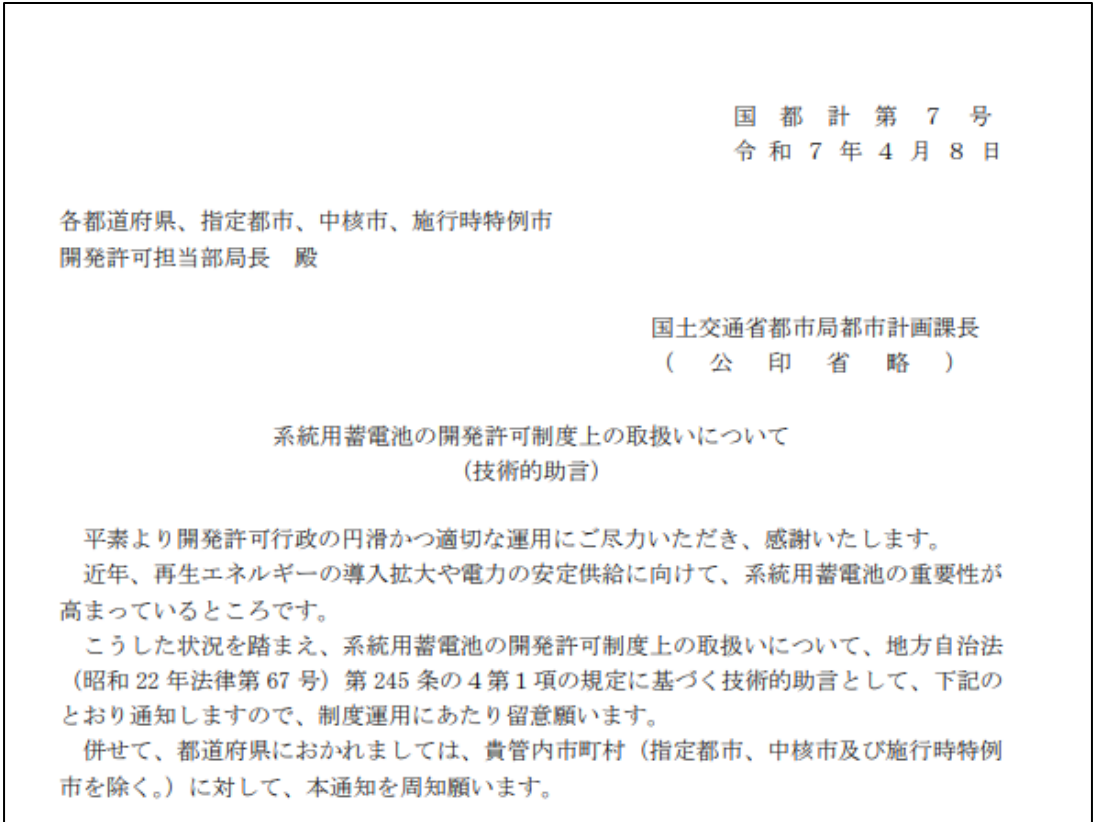 国都計第７号
令和７年４月８日
各都道府県、指定都市、中核市、施行時特例市
開発許可担当部局長　殿
国土交通省都市局都市計画課長
（公印省略）
系統用蓄電池の開発許可制度上の取扱いについて
（技術的助言）
平素より開発許可行政の円滑かつ適切な運用にご尽力いただき、感謝いたします。
近年、再生エネルギーの導入拡大や電力の安定供給に向けて、系統用蓄電池の重要性が
高まっているところです。
こうした状況を踏まえ、系統用蓄電池の開発許可制度上の取扱いについて、地方自治法
（昭和 22 年法律第 67 号）第 245 条の４第１項の規定に基づく技術的助言として、下記の
とおり通知しますので、制度運用にあたり留意願います。
併せて、都道府県におかれましては、貴管内市町村（指定都市、中核市及び施行時特例
市を除く。）に対して、本通知を周知願います。